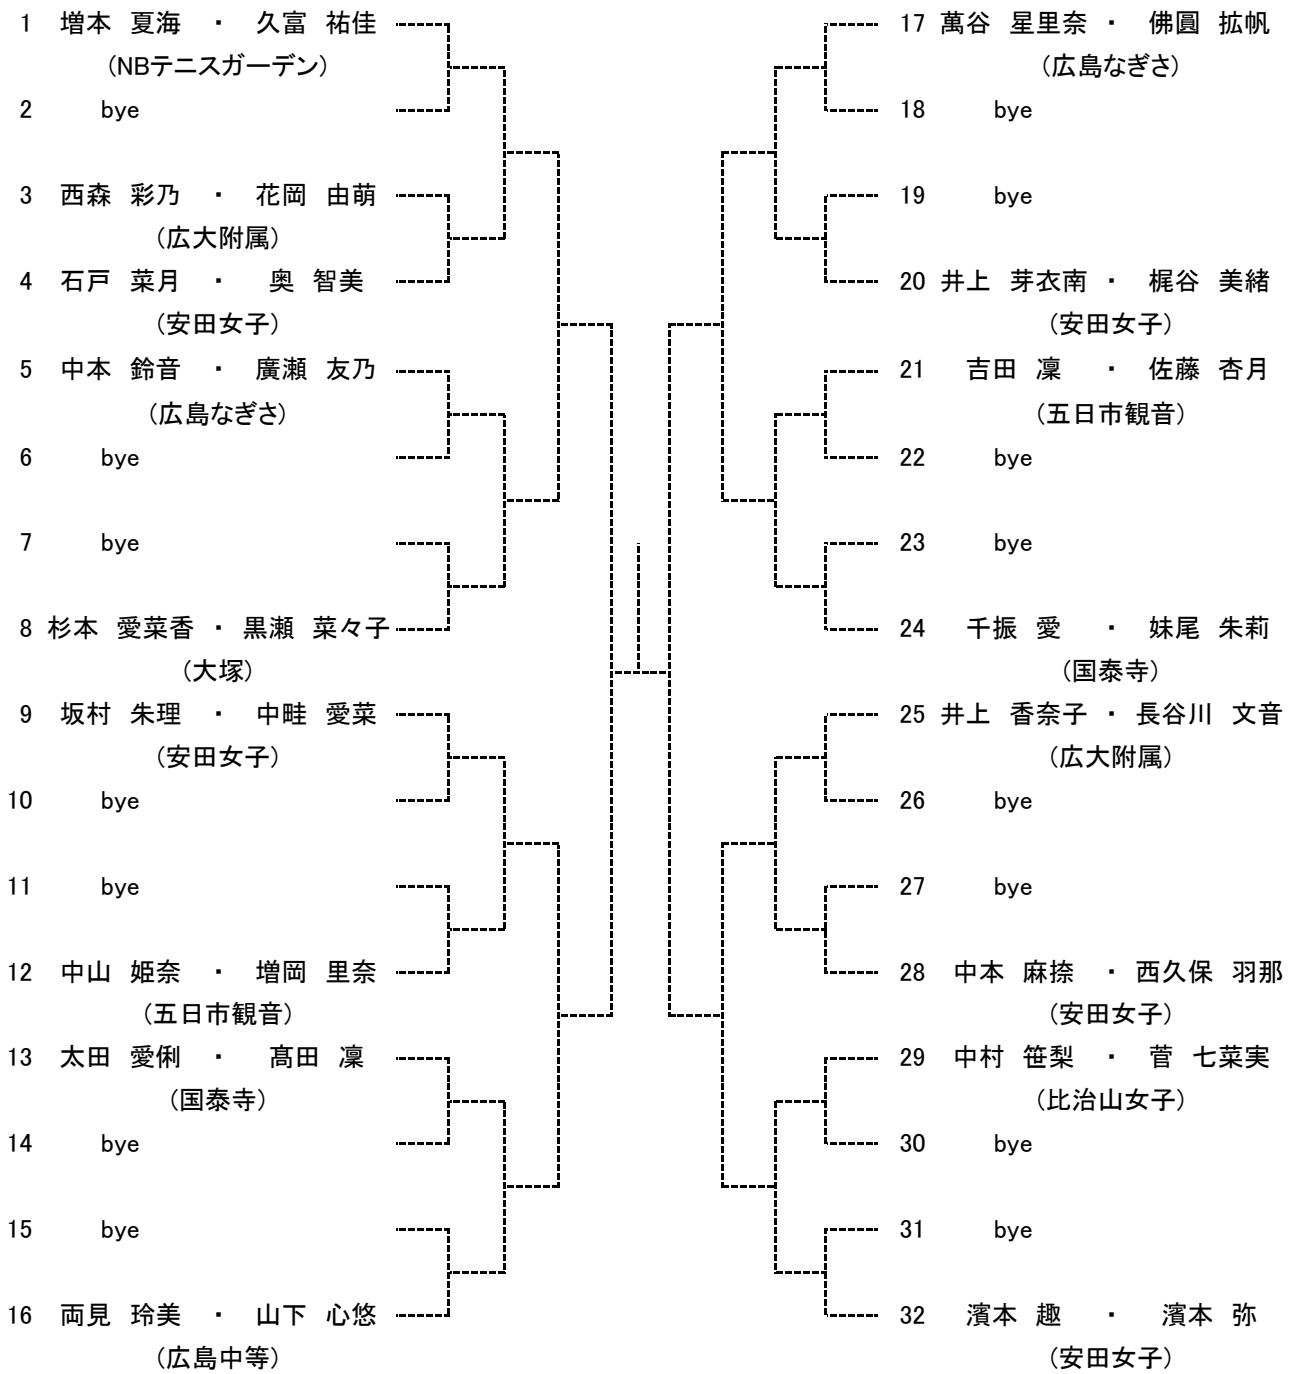 1 増本 夏海 ・ 久富 祐佳
(NBテニスガーデン)
2 bye
3 西森 彩乃 ・ 花岡 由萌
(広大附属)
4 石戸 菜月 ・ 奥 智美
(安田女子)
5 中本 鈴音 ・ 廣瀬 友乃
(広島なぎさ)
6 bye
7 bye
8 杉本 愛菜香 ・ 黒瀬 菜々子
(大塚)
9 坂村 朱理 ・ 中畦 愛菜
(安田女子)
10 bye
11 bye
12 中山 姫奈 ・ 増岡 里奈
(五日市観音)
13 太田 愛俐 ・ 髙田 凜
(国泰寺)
14 bye
15 bye
16 両見 玲美 ・ 山下 心悠
(広島中等)
17 萬谷 星里奈 ・ 佛圓 拡帆
(広島なぎさ)
18 bye
19 bye
20 井上 芽衣南 ・ 梶谷 美緒
(安田女子)
21 吉田 凜 ・ 佐藤 杏月
(五日市観音)
22 bye
23 bye
24 千振 愛 ・ 妹尾 朱莉
(国泰寺)
25 井上 香奈子 ・ 長谷川 文音
(広大附属)
26 bye
27 bye
28 中本 麻捺 ・ 西久保 羽那
(安田女子)
29 中村 笹梨 ・ 菅 七菜実
(比治山女子)
30 bye
31 bye
32 濱本 趣 ・ 濱本 弥
(安田女子)